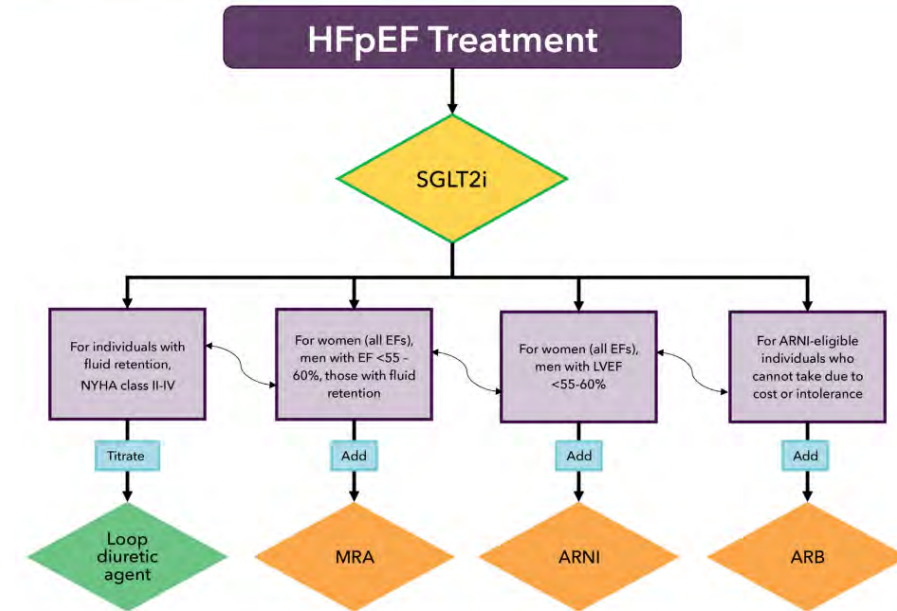 HFpEF Treatment
SGLT2i
For individuals with
fluid retention,
NYHA class II-IV
For women (all EFs),
men with EF <55 –
60%, those with fluid
retention
For women (all EFs),
men with LVEF
<55-60%
For ARNI-eligible
individuals who
cannot take due to
cost or intolerance
Titrate
Add
Add
Add
Loop
diuretic
agent
MRA
ARNI
ARB